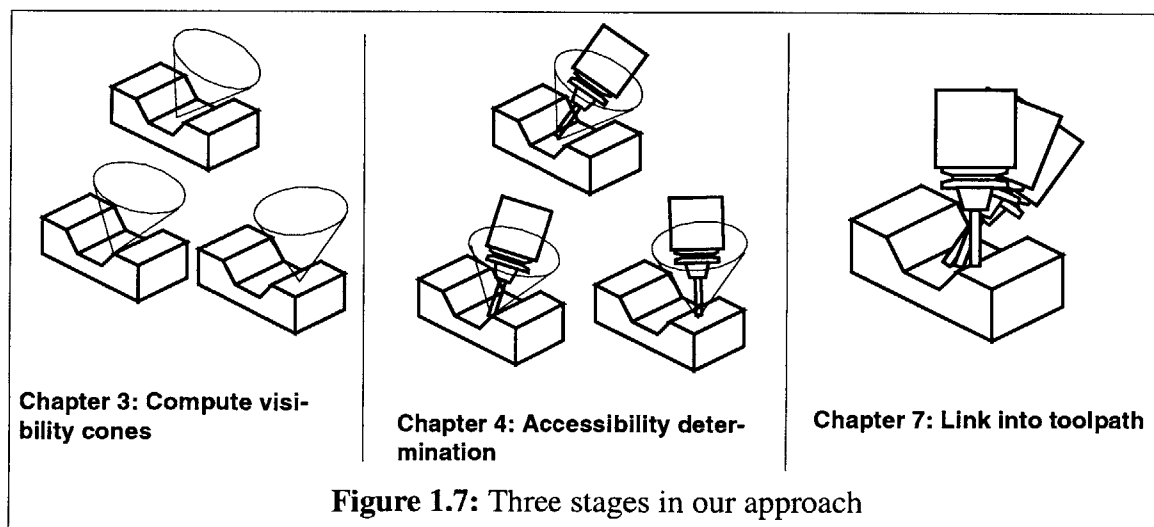 Chapter 3: Compute visi-
bility cones
Chapter 4: Accessibility deter-
mination
Chapter 7: Link into toolpath
Figure 1.7: Three stages in our approach